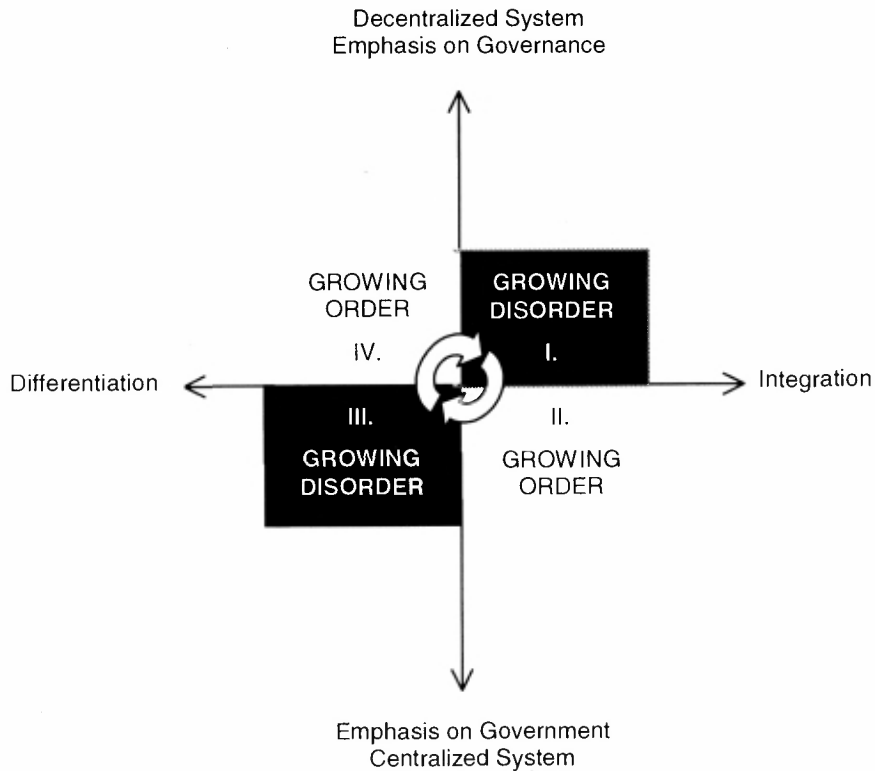 Decentralized System
Emphasis on Governance
GROWING
ORDER
IV.
GROWING
DISORDER
I.
Differentiation
Integration
III.
GROWING
DISORDER
II.
GROWING
ORDER
Emphasis on Government
Centralized System